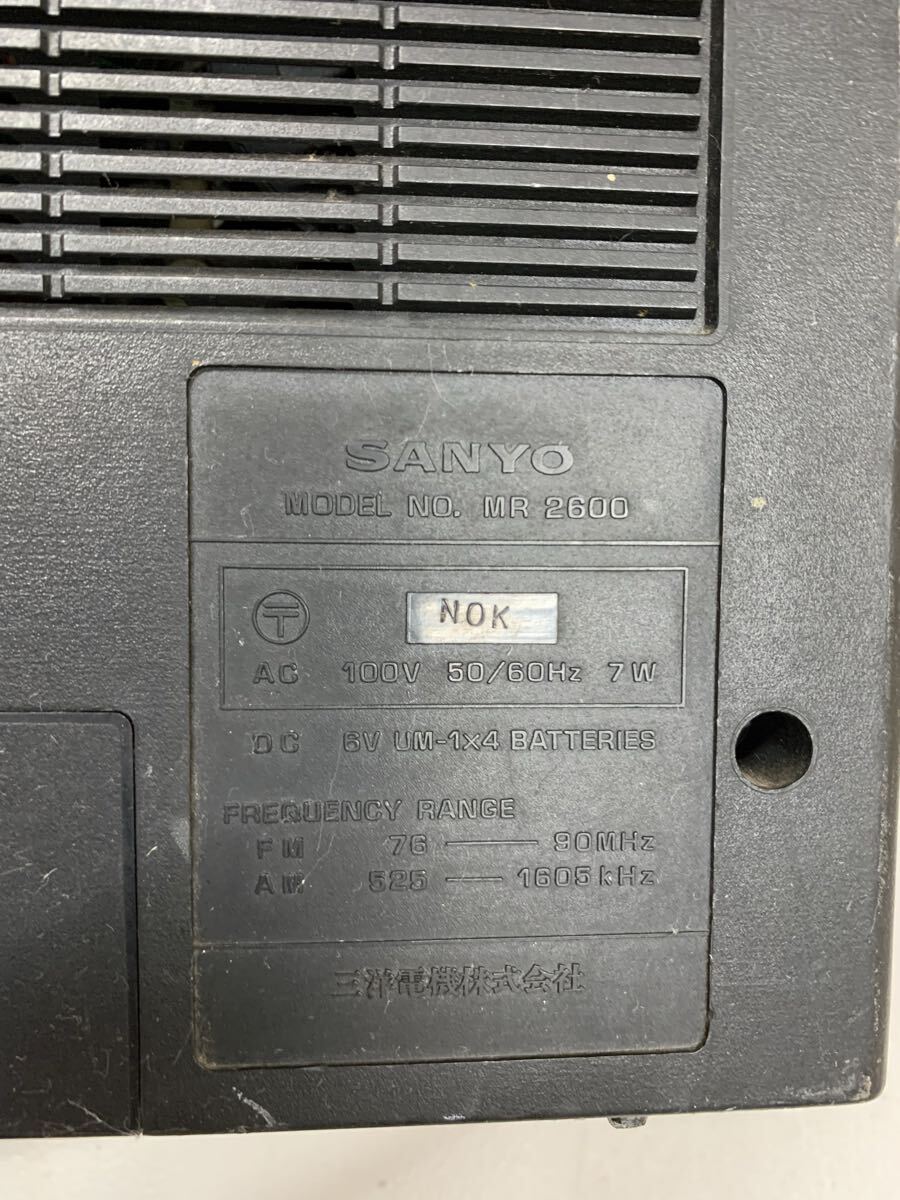 SANYO
MODEL NO. MR 2600
〒 NOK
AC 100V 50/60Hz 7W
DC 6V UM-1×4 BATTERIES
FREQUENCY RANGE
FM 76 — 90MHz
AM 525 — 1605kHz
三洋電機株式会社